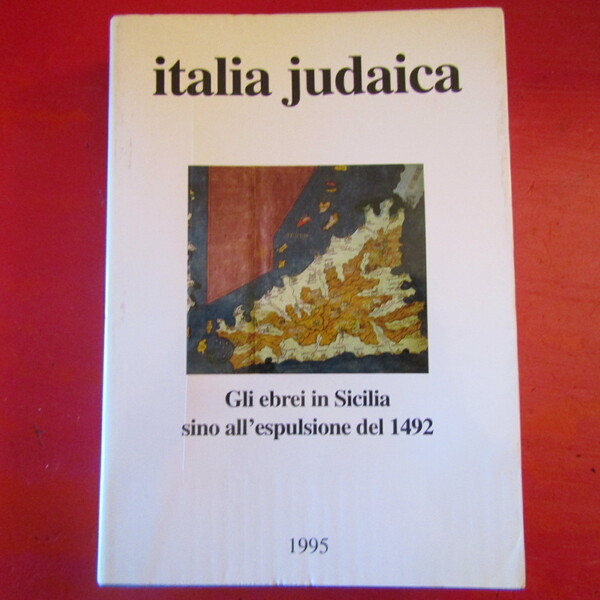 italia judaica
Gli ebrei in Sicilia
sino all'espulsione del 1492
1995